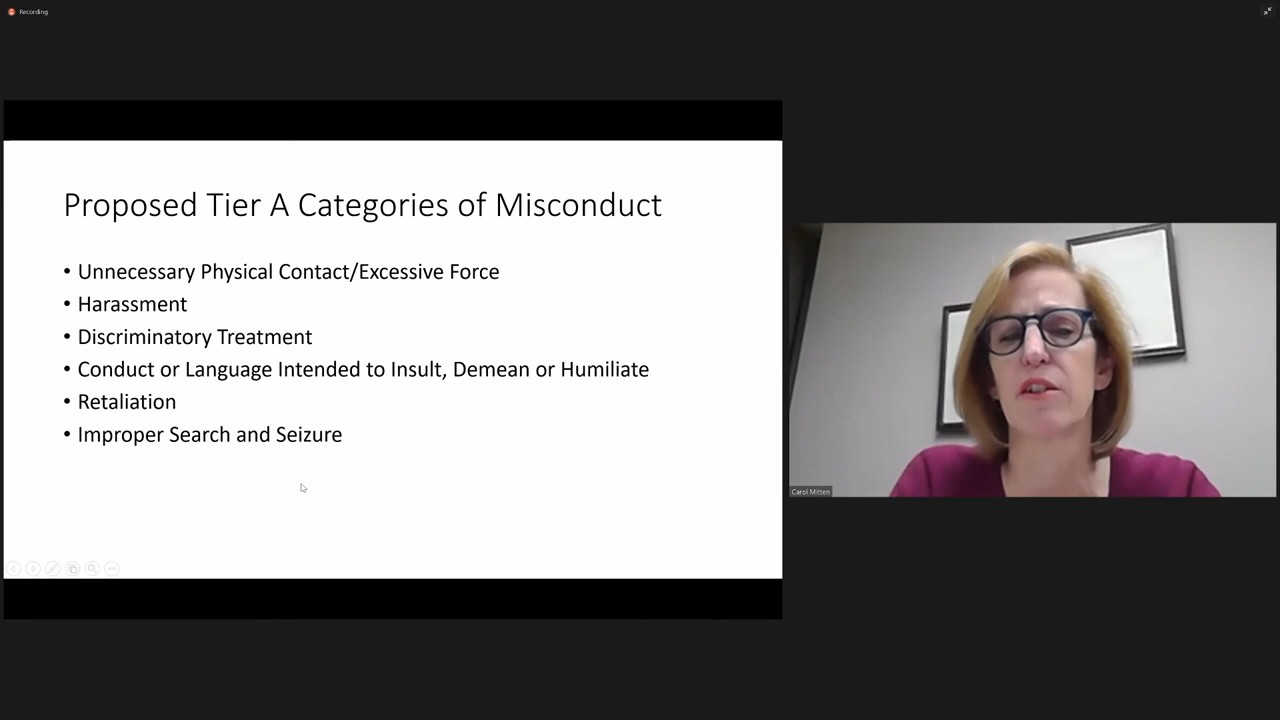 Recording
Proposed Tier A Categories of Misconduct
• Unnecessary Physical Contact/Excessive Force
• Harassment
• Discriminatory Treatment
• Conduct or Language Intended to Insult, Demean or Humiliate
• Retaliation
• Improper Search and Seizure
Carol Mitten